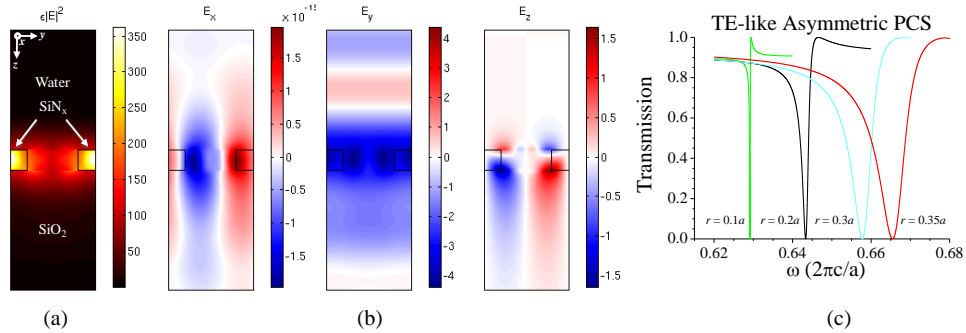 ε|E|²
x
y
z
Water
SiNₓ
SiO₂
350
300
250
200
150
100
50
Eₓ
× 10⁻¹
1.5
1
0.5
0
-0.5
-1
-1.5
E_y
4
3
2
1
0
-1
-2
-3
-4
E_z
1.5
1
0.5
0
-0.5
-1
-1.5
(a)
(b)
TE-like Asymmetric PCS
Transmission
1.0
0.8
0.6
0.4
0.2
0.0
r = 0.1a
r = 0.2a
r = 0.3a
r = 0.35a
0.62
0.64
0.66
0.68
ω (2πc/a)
(c)